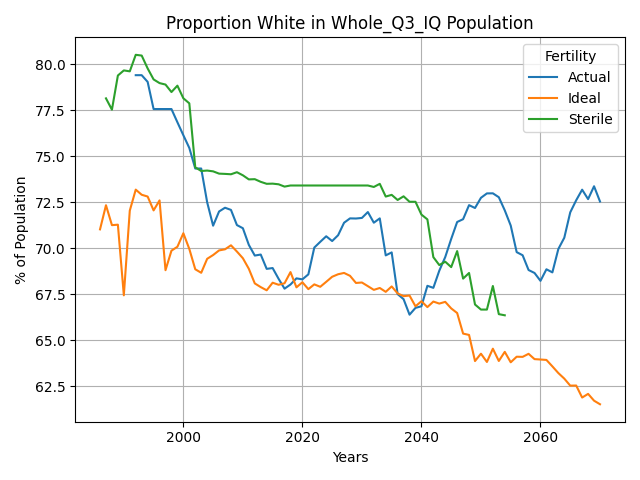 Proportion White in Whole_Q3_IQ Population
Fertility
Actual
Ideal
Sterile
% of Population
80.0
77.5
75.0
72.5
70.0
67.5
65.0
62.5
2000
2020
2040
2060
Years